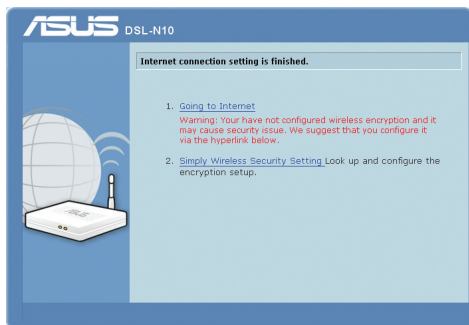 ASUS DSL-N10
Internet connection setting is finished.
1. Going to Internet
Warning: Your have not configured wireless encryption and it
may cause security issue. We suggest that you configure it
via the hyperlink below.
2. Simply Wireless Security Setting Look up and configure the
encryption setup.
ASUS